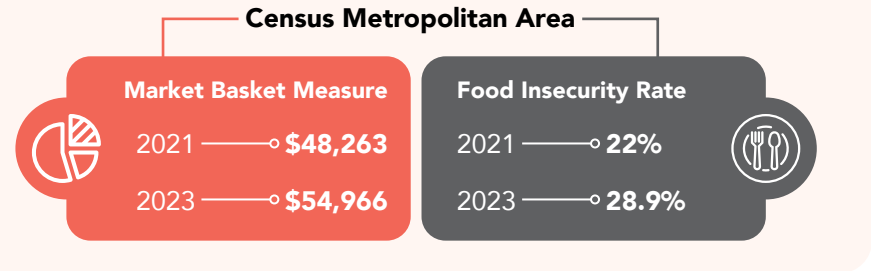 Census Metropolitan Area
Market Basket Measure
2021 $48,263
2023 $54,966
Food Insecurity Rate
2021 22%
2023 28.9%